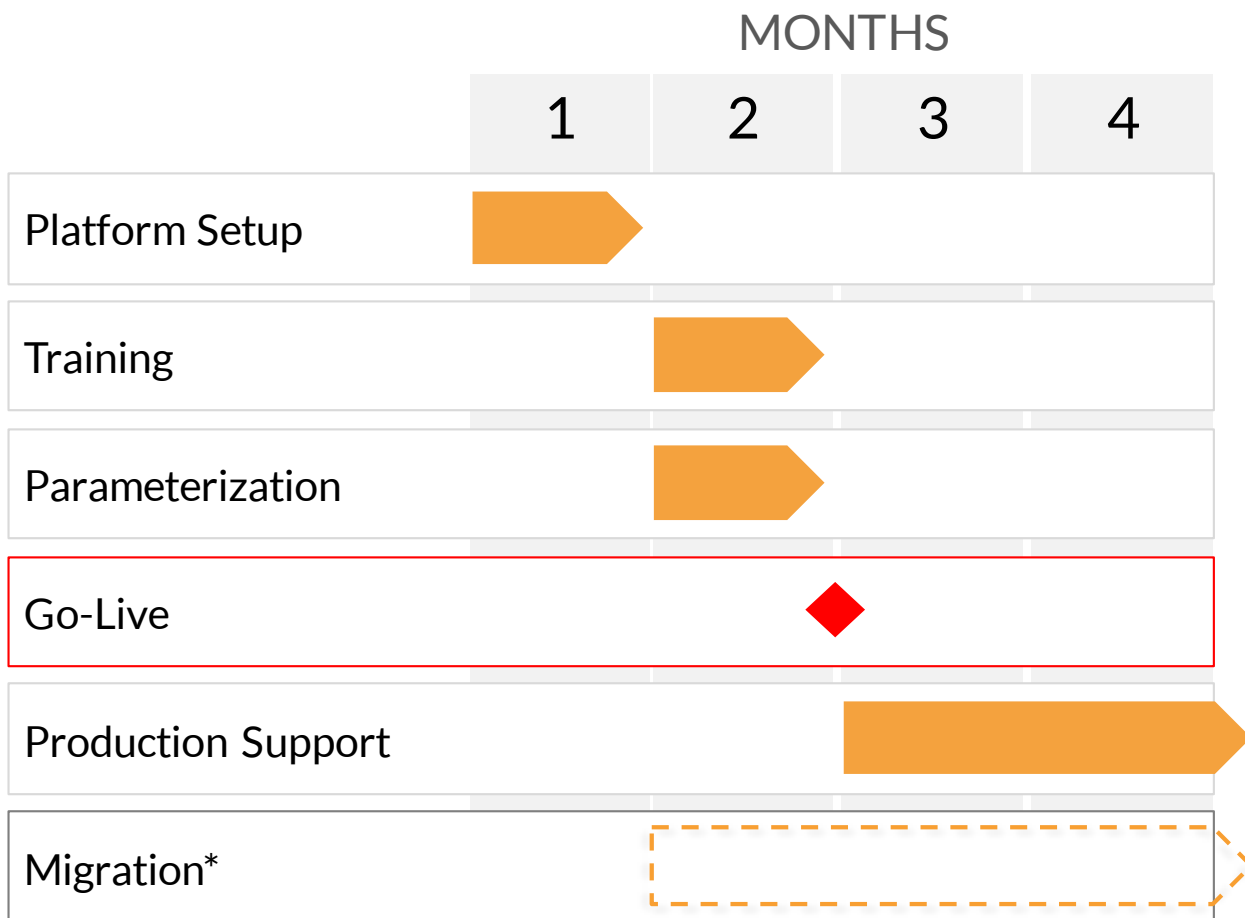 MONTHS
1 2 3 4
Platform Setup
Training
Parameterization
Go-Live
Production Support
Migration*